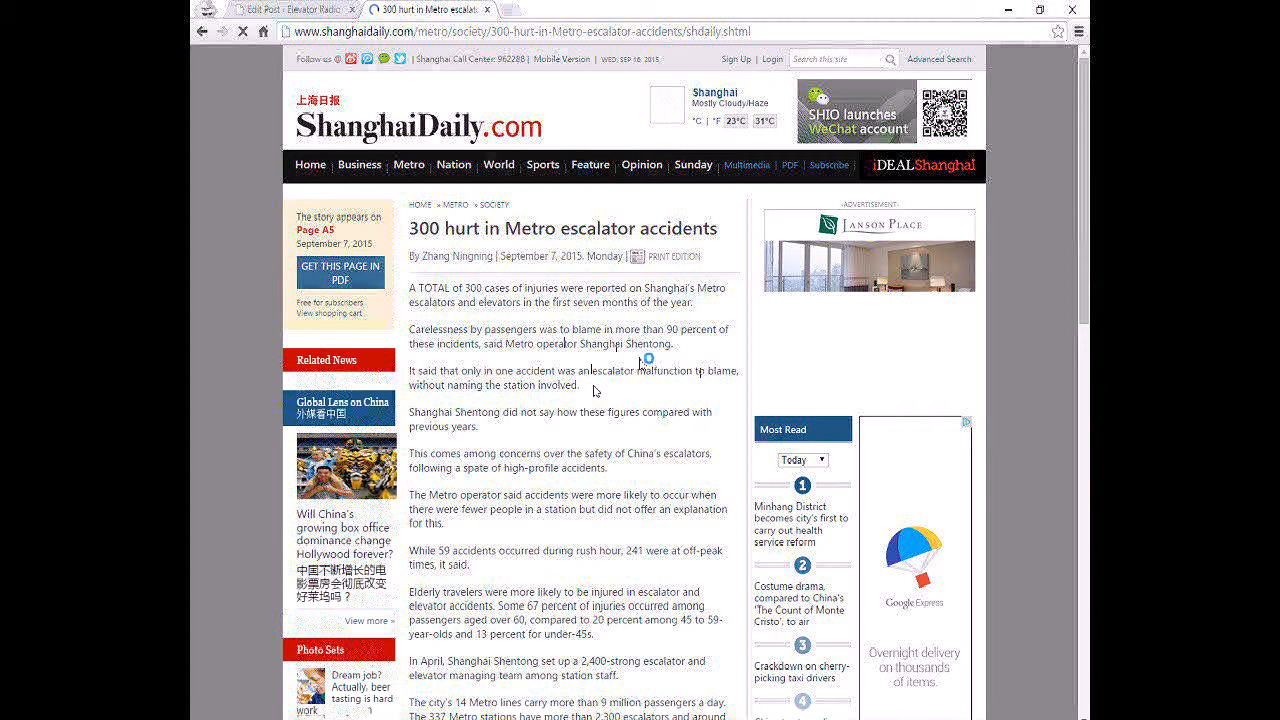 Edit Post ‹ Elevator Radio
300 hurt in Metro escalat
www.shanghaidaily.com/metro/society/300-hurt-in-Metro-escalator-accidents/shdaily.shtml
Follow us @ | Shanghai Call Center: 962288 | Mobile Version | WED, SEP 16, 2015
Sign Up | Login
Search this site
Advanced Search
上海日报
ShanghaiDaily.com
Shanghai
Mostly Cloudy/Haze
°C | °F 23°C 31°C
SHIO launches
WeChat account
Home Business Metro Nation World Sports Feature Opinion Sunday Multimedia PDF Subscribe
iDEALShanghai
The story appears on
Page A5
September 7, 2015
GET THIS PAGE IN
PDF
Free for subscribers
View shopping cart
Related News
Global Lens on China
外媒看中国
Will China's
growing box office
dominance change
Hollywood forever?
中国不断增长的电
影票房会彻底改变
好莱坞吗？
View more »
Photo Sets
Dream job?
Actually, beer
tasting is hard
work
HOME » METRO » SOCIETY
300 hurt in Metro escalator accidents
By Zhang Ningning | September 7, 2015, Monday | PRINT EDITION
A TOTAL of 300 cases of injuries were reported on Shanghai's Metro
escalators and elevators in the first seven months of the year.
Carelessness by passengers was to blame in more than 90 percent of
these incidents, said Metro operator Shanghai Shentong.
It said that only in one accident was an escalator malfunction to blame,
without naming the station involved.
Shanghai Shentong did not say how these figures compared with
previous years.
This comes among concerns over the safety of China's escalators,
following a spate of high-profile accidents.
The Metro operator said accidents were more likely to occur when
there were fewer people in a station but did not offer an explanation
for this.
While 59 accidents occurred during rush hour, 241 were at off-peak
times, it said.
Elderly travelers were more likely to be injured in escalator and
elevator accidents. Some 67 percent of injuries occurred among
passengers aged over 60, compared to 20 percent among 45 to 59-
year-olds and 13 percent for under-45s.
In April, Shanghai Shentong set up a 2,400-strong escalator and
elevator managing team among station staff.
The city's 14 Metro lines carry more than 9 million passengers a day.
The 337 Metro stations have more than 2,300 escalators and around
-ADVERTISEMENT-
JANSON PLACE
Most Read
Today
1
Minhang District
becomes city's first to
carry out health
service reform
2
Costume drama,
compared to China's
'The Count of Monte
Cristo', to air
3
Crackdown on cherry-
picking taxi drivers
4
Google Express
Overnight delivery
on thousands
of items.